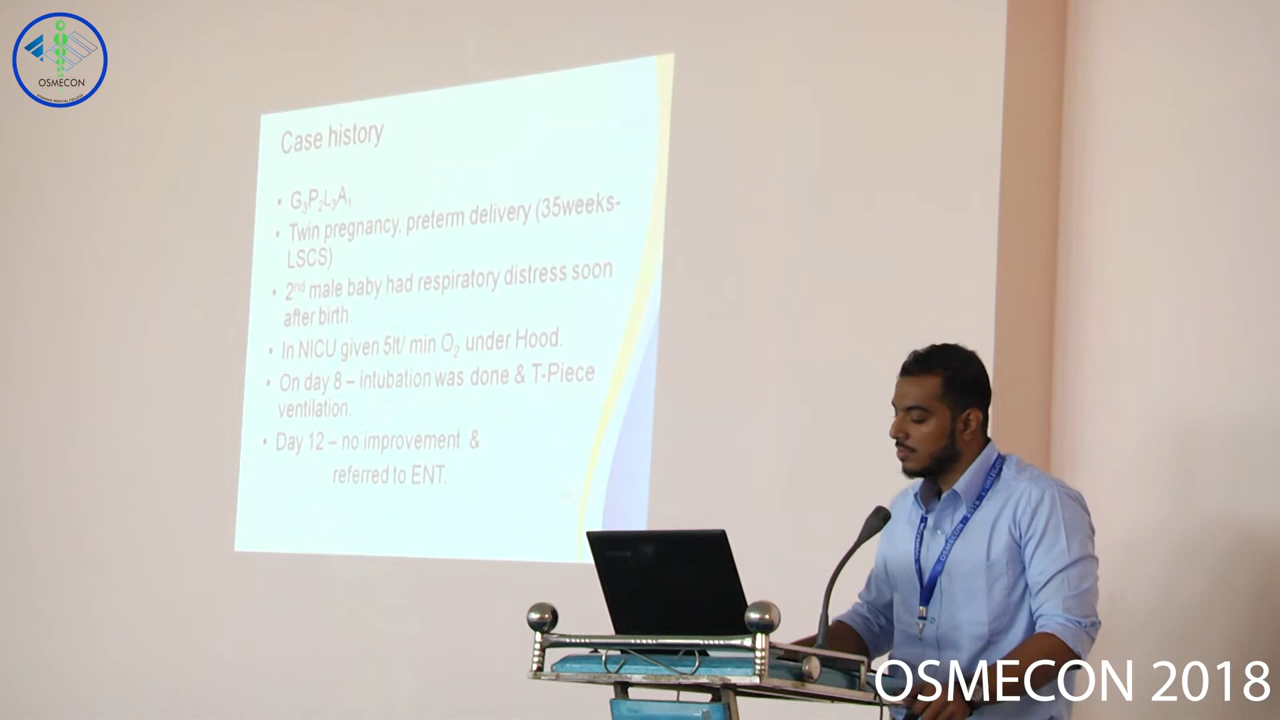 OSMECON
Case history
• G3P2L3A1
• Twin pregnancy, preterm delivery (35weeks-
LSCS)
• 2nd male baby had respiratory distress soon
after birth.
• In NICU given 5lt/ min O2 under Hood.
• On day 8 – intubation was done & T-Piece
ventilation.
• Day 12 – no improvement &
referred to ENT.
OSMECON 2018